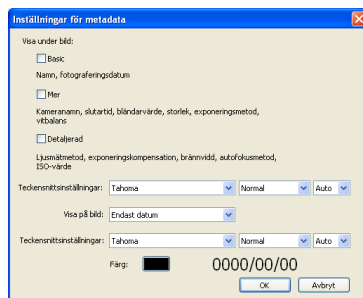 Inställningar för metadata
Visa under bild:
Basic
Namn, fotograferingsdatum
Mer
Kameranamn, slutartid, bländarvärde, storlek, exponeringsmetod,
vitbalans
Detaljerad
Ljusmätmetod, exponeringskompensation, brännvidd, autofokusmetod,
ISO-värde
Teckensnittsinställningar: Tahoma Normal Auto
Visa på bild: Endast datum
Teckensnittsinställningar: Tahoma Normal Auto
Färg: 0000/00/00
OK Avbryt